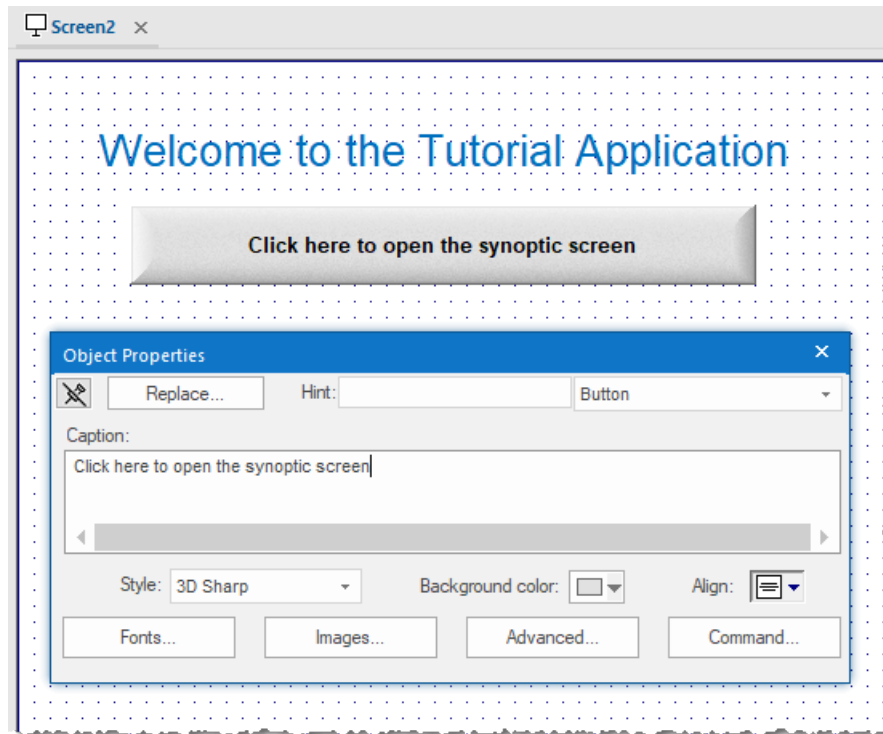 Screen2
Welcome to the Tutorial Application
Click here to open the synoptic screen
Object Properties
Replace... Hint: Button
Caption:
Click here to open the synoptic screen
Style: 3D Sharp Background color: Align:
Fonts... Images... Advanced... Command...